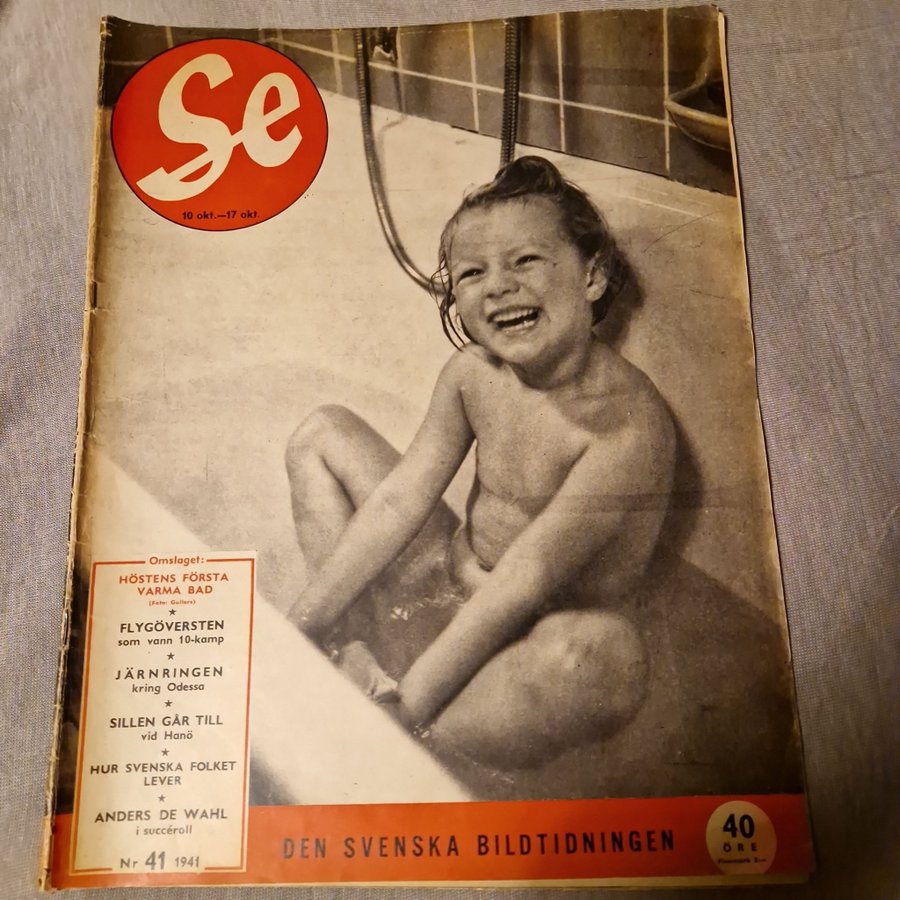 Se
10 okt.—17 okt.
Omslaget:
HÖSTENS FÖRSTA
VARMA BAD
(Foto: Gullers)
FLYGÖVERSTEN
som vann 10-kamp
JÄRNRINGEN
kring Odessa
SILLEN GÅR TILL
vid Hanö
HUR SVENSKA FOLKET
LEVER
ANDERS DE WAHL
i succéroll
Nr 41 1941
DEN SVENSKA BILDTIDNINGEN
40
ÖRE